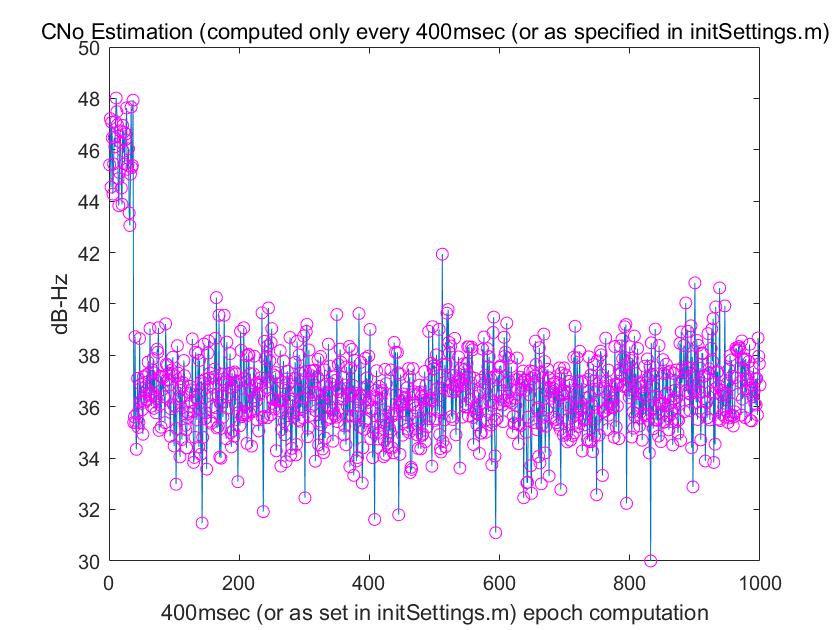 CNo Estimation (computed only every 400msec (or as specified in initSettings.m)
50
48
46
44
42
40
38
36
34
32
30
dB-Hz
0 200 400 600 800 1000
400msec (or as set in initSettings.m) epoch computation